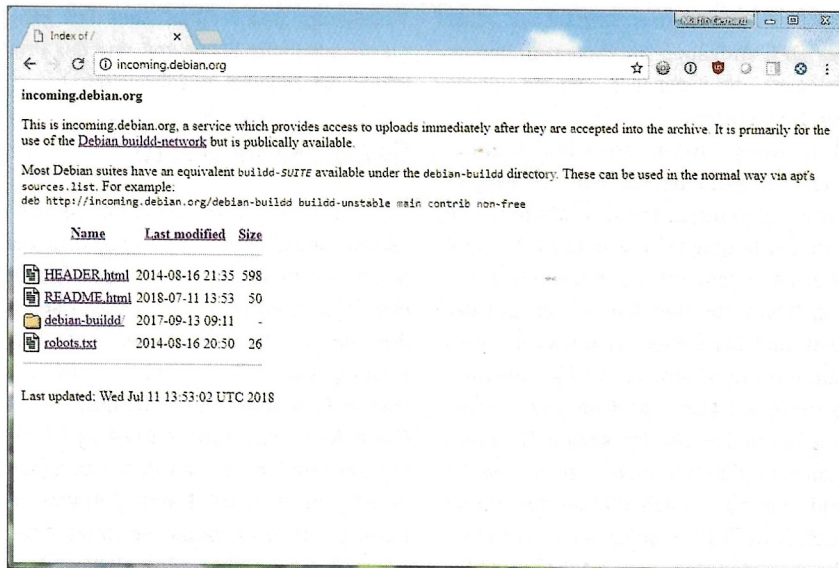 Index of /
incoming.debian.org
incoming.debian.org
This is incoming.debian.org, a service which provides access to uploads immediately after they are accepted into the archive. It is primarily for the
use of the Debian buildd-network but is publically available.
Most Debian suites have an equivalent buildd-SUITE available under the debian-buildd directory. These can be used in the normal way via apt's
sources.list. For example:
deb http://incoming.debian.org/debian-buildd buildd-unstable main contrib non-free
Name Last modified Size
HEADER.html 2014-08-16 21:35 598
README.html 2018-07-11 13:53 50
debian-buildd/ 2017-09-13 09:11 -
robots.txt 2014-08-16 20:50 26
Last updated: Wed Jul 11 13:53:02 UTC 2018